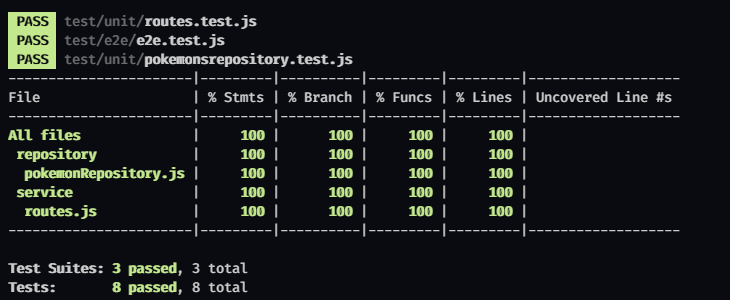 PASS test/unit/routes.test.js
PASS test/e2e/e2e.test.js
PASS test/unit/pokemonsrepository.test.js
----------------------|---------|----------|---------|---------|-------------------
File                  | % Stmts | % Branch | % Funcs | % Lines | Uncovered Line #s
----------------------|---------|----------|---------|---------|-------------------
All files             |     100 |      100 |     100 |     100 |
 repository           |     100 |      100 |     100 |     100 |
  pokemonRepository.js |     100 |      100 |     100 |     100 |
 service              |     100 |      100 |     100 |     100 |
  routes.js           |     100 |      100 |     100 |     100 |
----------------------|---------|----------|---------|---------|-------------------
Test Suites: 3 passed, 3 total
Tests:       8 passed, 8 total